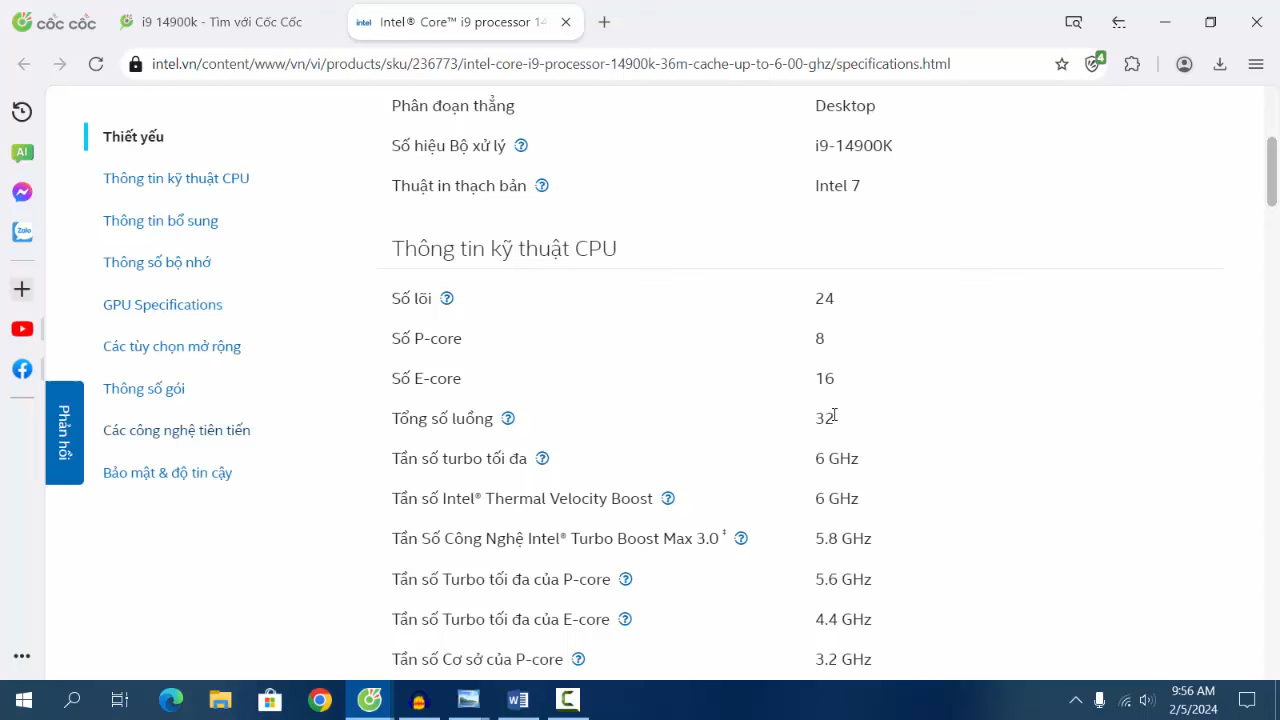 cốc cốc
i9 14900k - Tìm với Cốc Cốc
intel Intel® Core™ i9 processor 14
intel.vn/content/www/vn/vi/products/sku/236773/intel-core-i9-processor-14900k-36m-cache-up-to-6-00-ghz/specifications.html
4
AI
Zalo
Phản hồi
Thiết yếu
Thông tin kỹ thuật CPU
Thông tin bổ sung
Thông số bộ nhớ
GPU Specifications
Các tùy chọn mở rộng
Thông số gói
Các công nghệ tiên tiến
Bảo mật & độ tin cậy
Phân đoạn thẳng Desktop
Số hiệu Bộ xử lý ? i9-14900K
Thuật in thạch bản ? Intel 7
Thông tin kỹ thuật CPU
Số lõi ? 24
Số P-core 8
Số E-core 16
Tổng số luồng ? 32
Tần số turbo tối đa ? 6 GHz
Tần số Intel® Thermal Velocity Boost ? 6 GHz
Tần Số Công Nghệ Intel® Turbo Boost Max 3.0 ‡ ? 5.8 GHz
Tần số Turbo tối đa của P-core ? 5.6 GHz
Tần số Turbo tối đa của E-core ? 4.4 GHz
Tần số Cơ sở của P-core ? 3.2 GHz
9:56 AM
2/5/2024